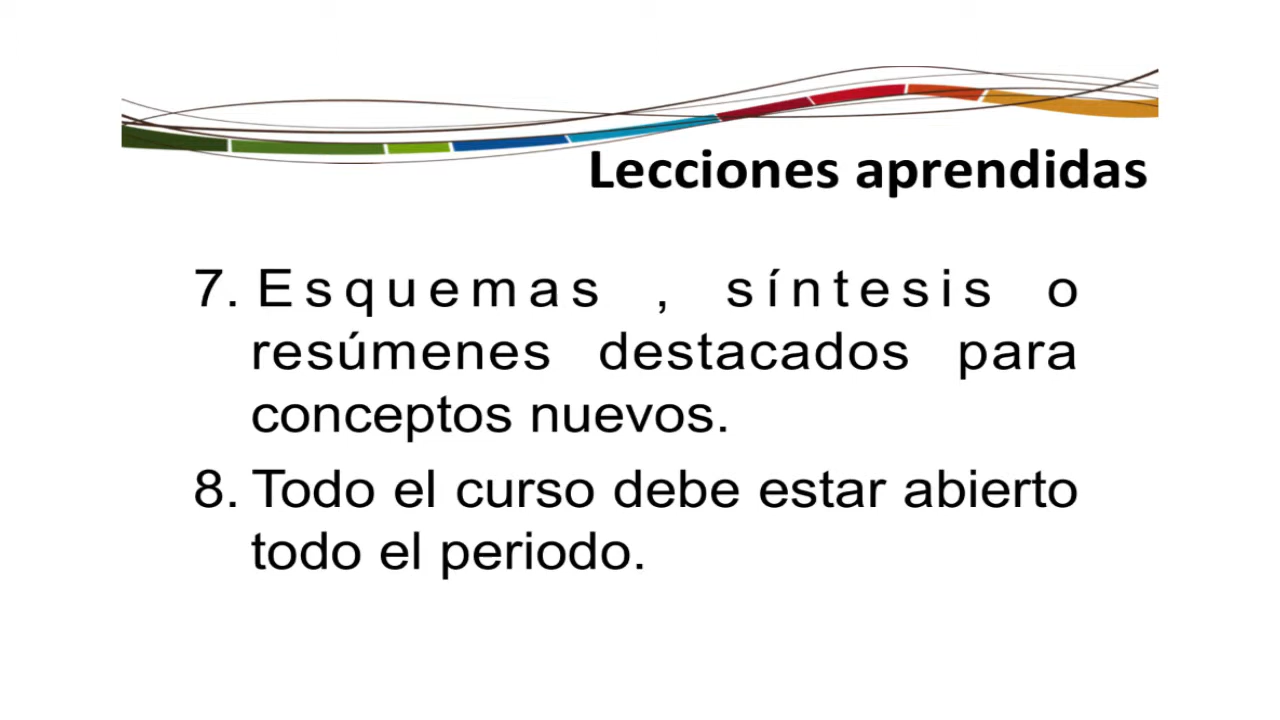 Lecciones aprendidas
7. Esquemas , síntesis o
resúmenes destacados para
conceptos nuevos.
8. Todo el curso debe estar abierto
todo el periodo.